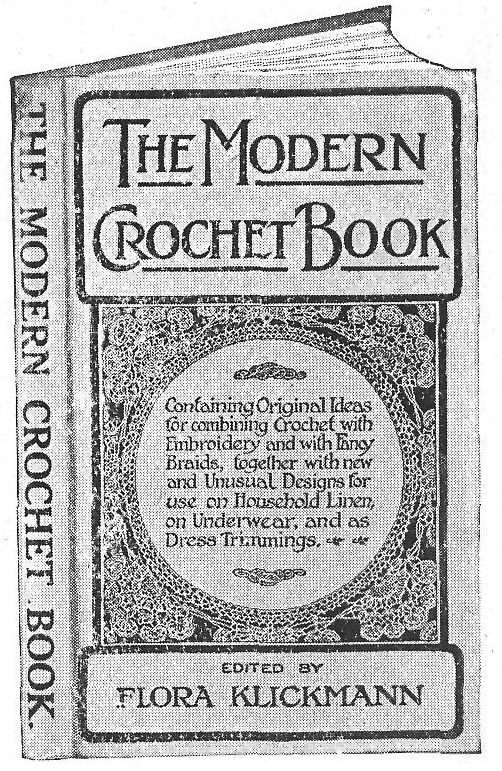 THE MODERN CROCHET BOOK.
THE MODERN
CROCHET BOOK
Containing Original Ideas
for combining Crochet with
Embroidery and with Fancy
Braids, together with new
and Unusual Designs for
use on Household Linen,
on Underwear, and as
Dress Trimmings.
EDITED BY
FLORA KLICKMANN